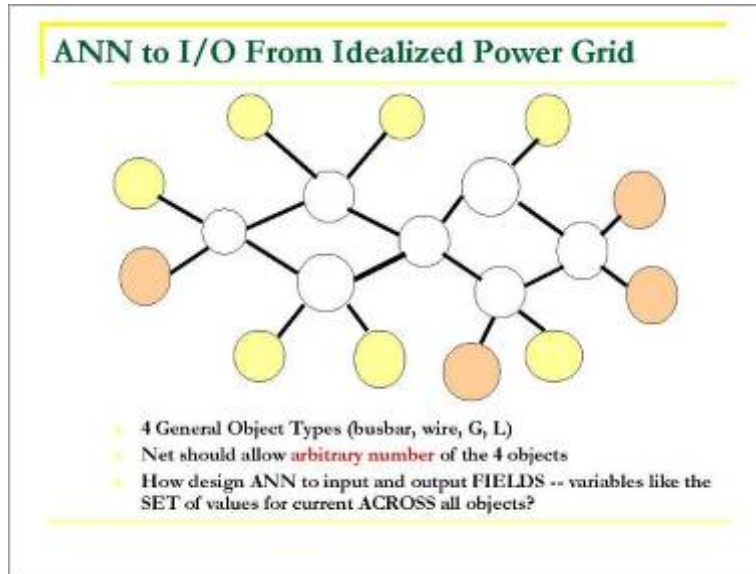 ANN to I/O From Idealized Power Grid
4 General Object Types (busbar, wire, G, L)
Net should allow arbitrary number of the 4 objects
How design ANN to input and output FIELDS -- variables like the
SET of values for current ACROSS all objects?